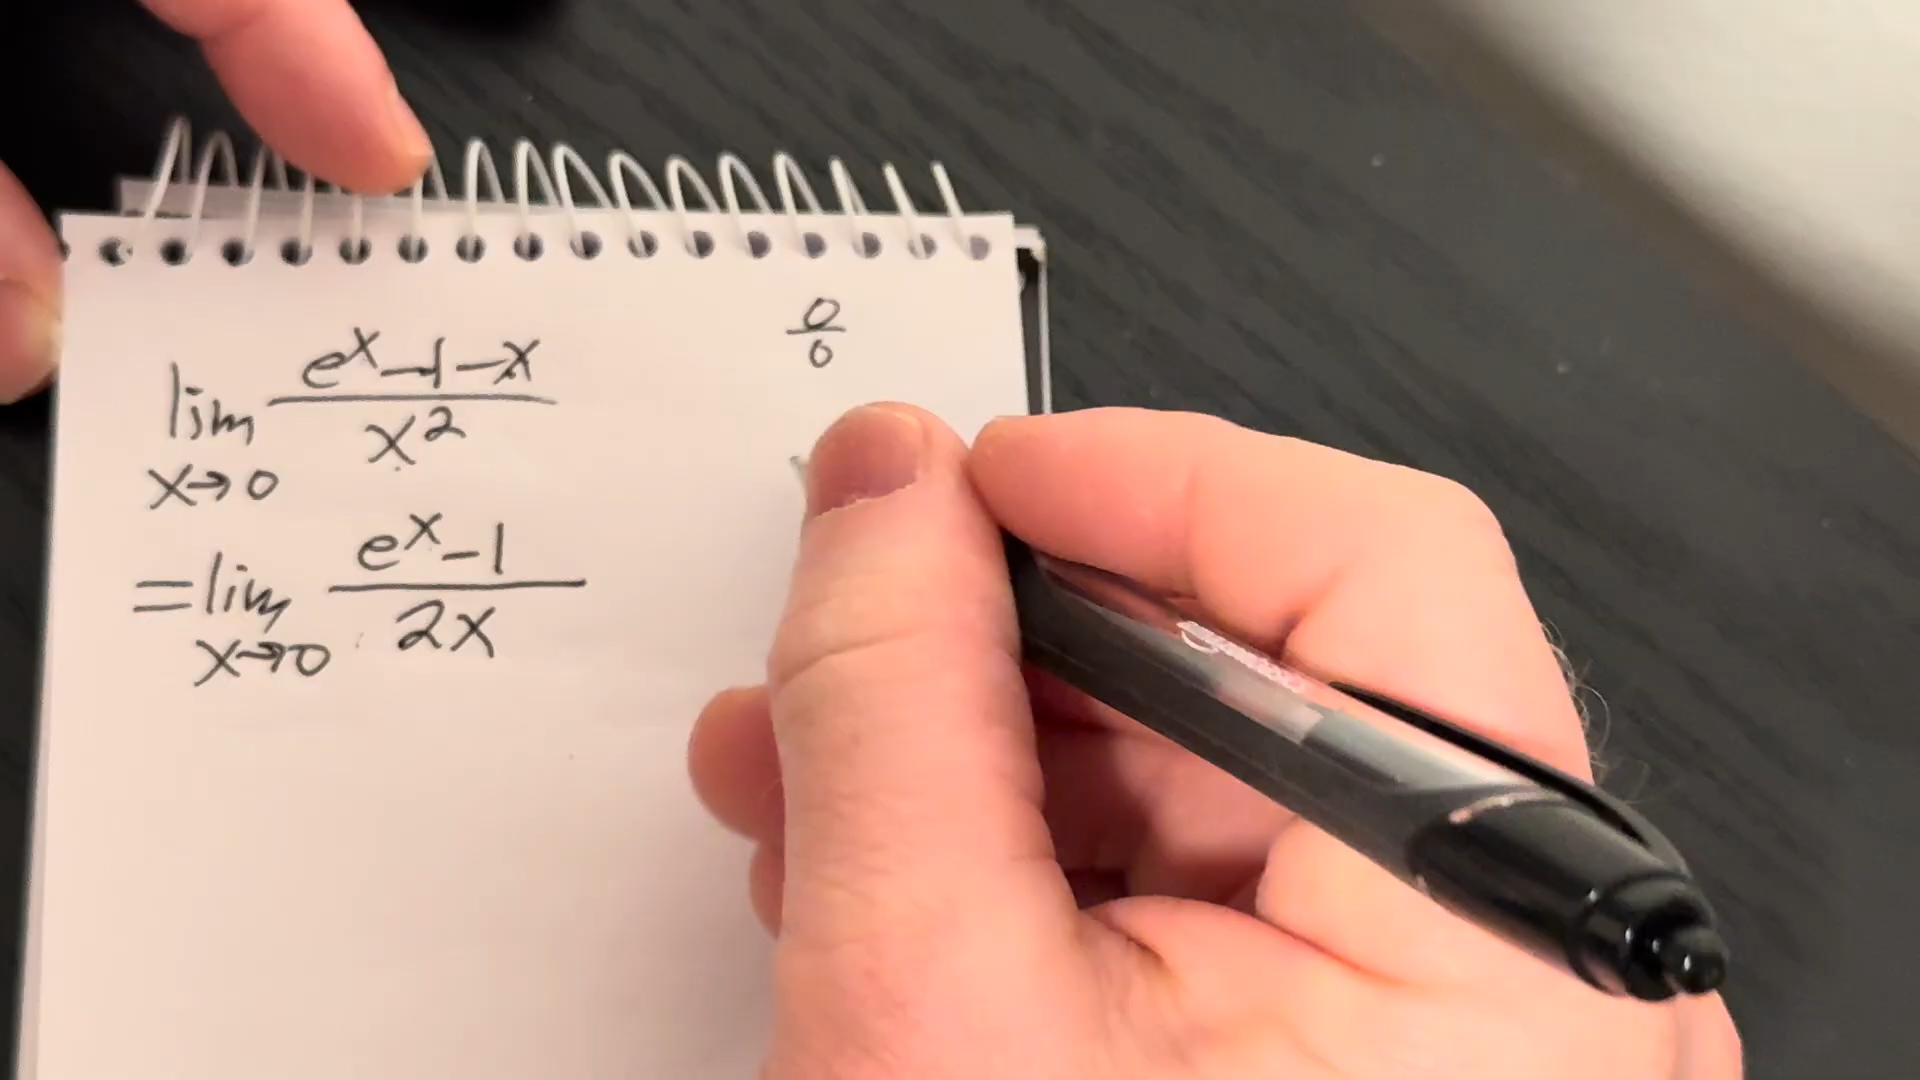 lim x→0 (e^x - 1 - x)/x^2
0/0
= lim x→0 (e^x - 1)/(2x)